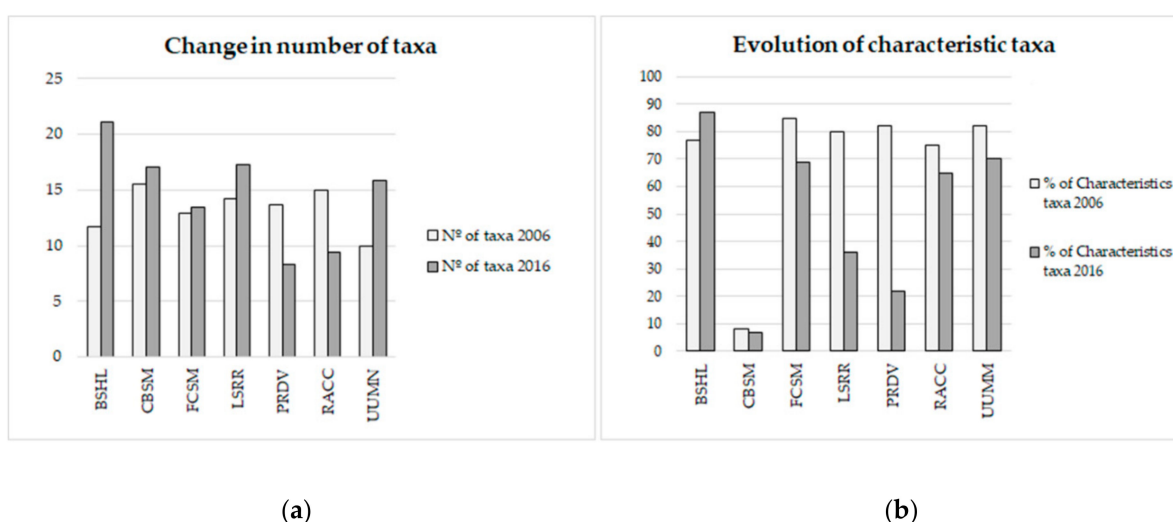 Change in number of taxa
25
20
15
10
5
0
BSHL
CBSM
FCSM
LSRR
PRDV
RACC
UUMN
Nº of taxa 2006
Nº of taxa 2016
(a)
Evolution of characteristic taxa
100
90
80
70
60
50
40
30
20
10
0
BSHL
CBSM
FCSM
LSRR
PRDV
RACC
UUMM
% of Characteristics
taxa 2006
% of Characteristics
taxa 2016
(b)